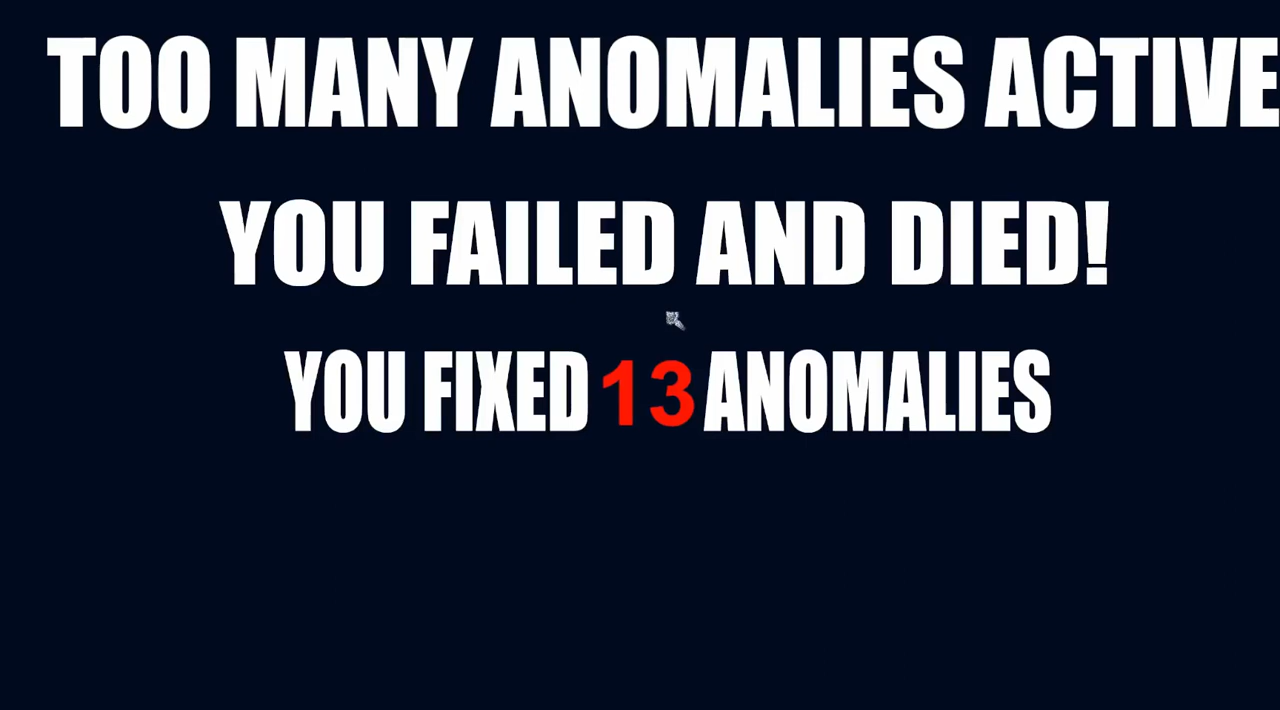 TOO MANY ANOMALIES ACTIVE
YOU FAILED AND DIED!
YOU FIXED 13 ANOMALIES